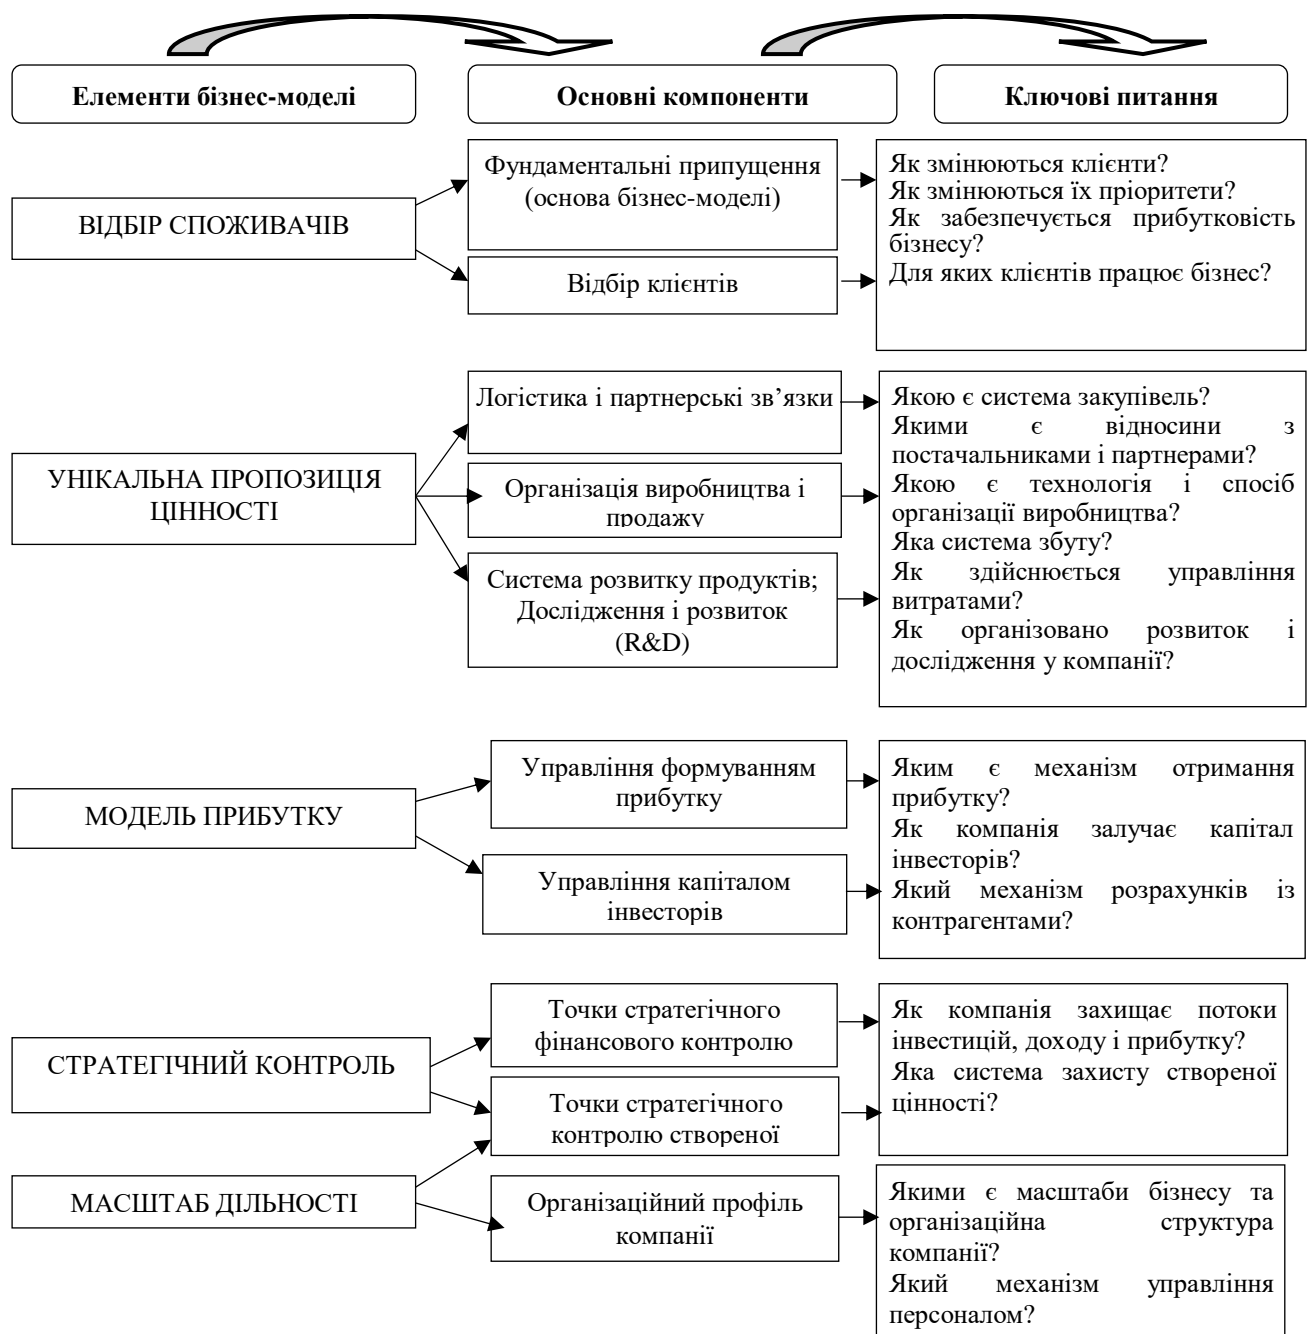 Елементи бізнес-моделі
Основні компоненти
Ключові питання
ВІДБІР СПОЖИВАЧІВ
Фундаментальні припущення
(основа бізнес-моделі)
Відбір клієнтів
Як змінюються клієнти?
Як змінюються їх пріоритети?
Як забезпечується прибутковість
бізнесу?
Для яких клієнтів працює бізнес?
УНІКАЛЬНА ПРОПОЗИЦІЯ
ЦІННОСТІ
Логістика і партнерські зв’язки
Організація виробництва і
продажу
Система розвитку продуктів;
Дослідження і розвиток
(R&D)
Якою є система закупівель?
Якими є відносини з
постачальниками і партнерами?
Якою є технологія і спосіб
організації виробництва?
Яка система збуту?
Як здійснюється управління
витратами?
Як організовано розвиток і
дослідження у компанії?
МОДЕЛЬ ПРИБУТКУ
Управління формуванням
прибутку
Управління капіталом
інвесторів
Яким є механізм отримання
прибутку?
Як компанія залучає капітал
інвесторів?
Який механізм розрахунків із
контрагентами?
СТРАТЕГІЧНИЙ КОНТРОЛЬ
Точки стратегічного
фінансового контролю
Точки стратегічного
контролю створеної
Як компанія захищає потоки
інвестицій, доходу і прибутку?
Яка система захисту створеної
цінності?
МАСШТАБ ДІЛЬНОСТІ
Організаційний профіль
компанії
Якими є масштаби бізнесу та
організаційна структура
компанії?
Який механізм управління
персоналом?